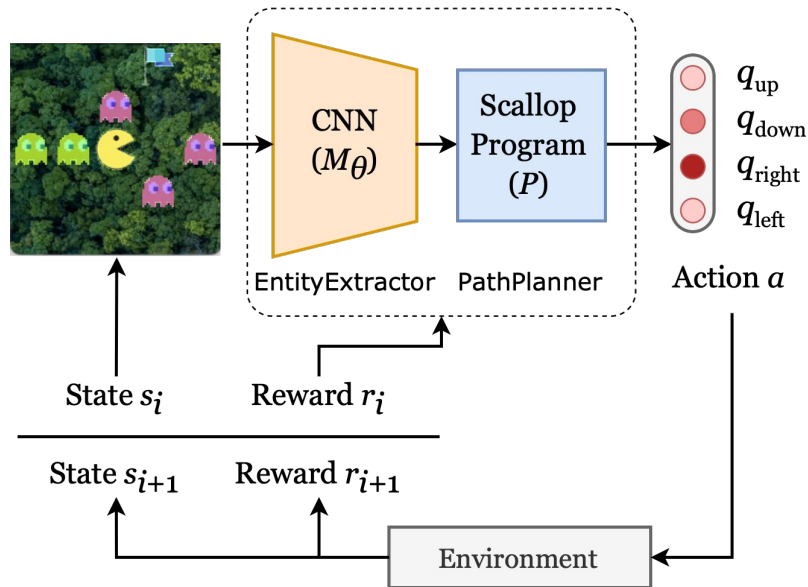 CNN
(M_θ)
Scallop
Program
(P)
EntityExtractor
PathPlanner
q_up
q_down
q_right
q_left
Action a
State s_i
Reward r_i
State s_{i+1}
Reward r_{i+1}
Environment